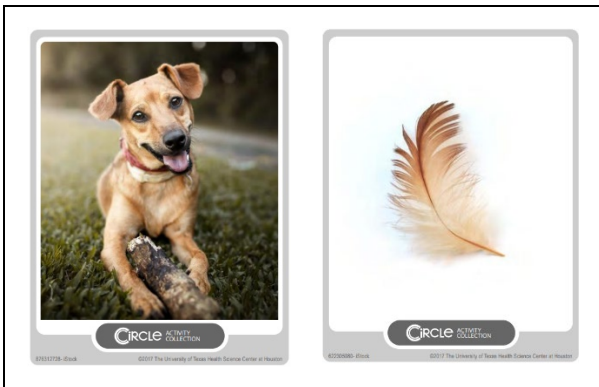 CIRCLE ACTIVITY
COLLECTION
©2017 The University of Texas Health Science Center at Houston
CIRCLE ACTIVITY
COLLECTION
©2017 The University of Texas Health Science Center at Houston